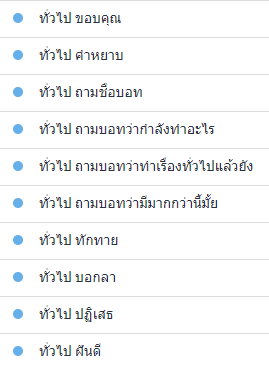 ทั่วไป ขอบคุณ
ทั่วไป คำหยาบ
ทั่วไป ถามชื่อบอท
ทั่วไป ถามบอทว่ากำลังทำอะไร
ทั่วไป ถามบอทว่าทำเรื่องทั่วไปแล้วยัง
ทั่วไป ถามบอทว่ามีมากกว่านี้มั้ย
ทั่วไป ทักทาย
ทั่วไป บอกลา
ทั่วไป ปฏิเสธ
ทั่วไป ฝันดี